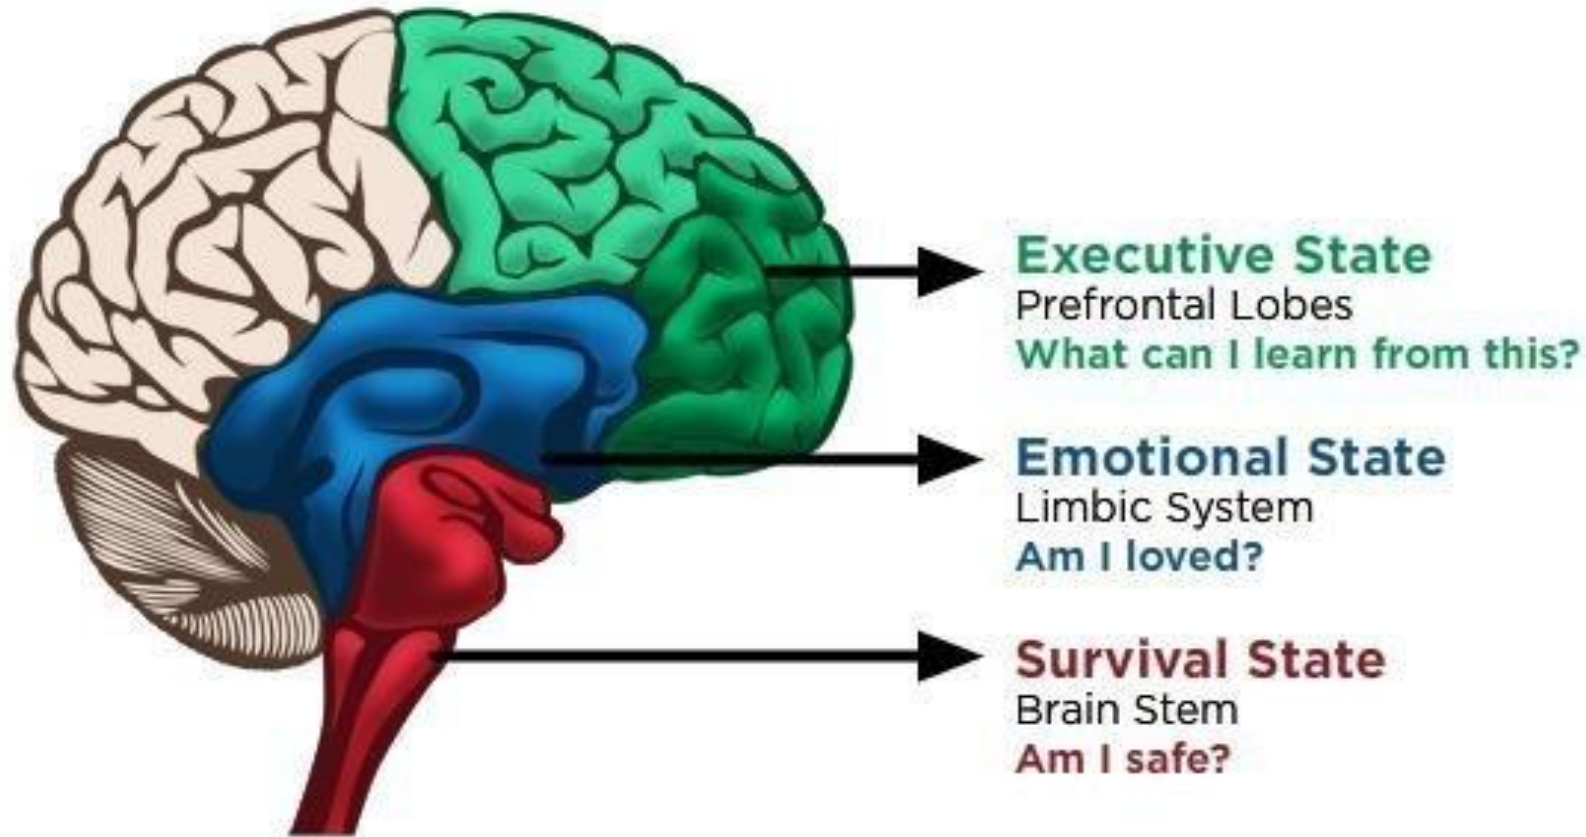 Executive State
Prefrontal Lobes
What can I learn from this?
Emotional State
Limbic System
Am I loved?
Survival State
Brain Stem
Am I safe?